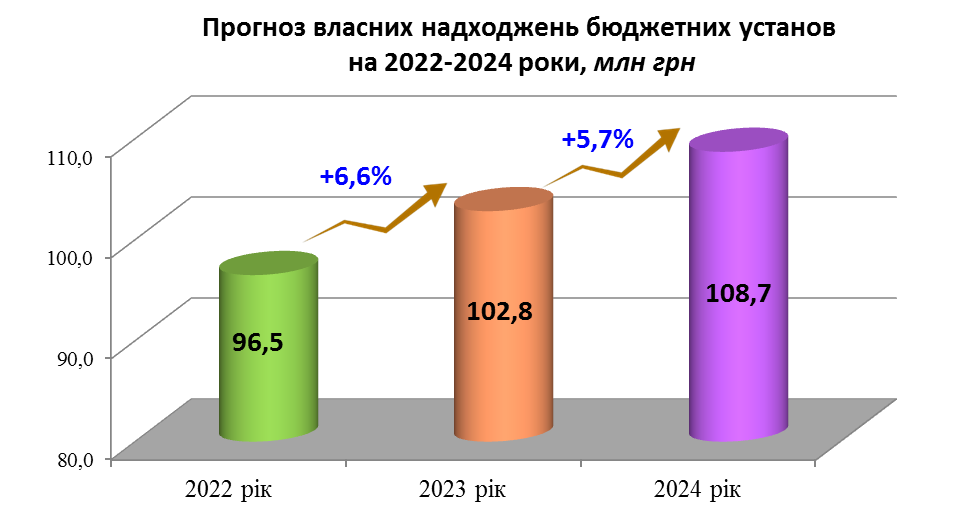 Прогноз власних надходжень бюджетних установ
на 2022-2024 роки, млн грн
110,0
100,0
90,0
80,0
+6,6%
+5,7%
96,5
102,8
108,7
2022 рік
2023 рік
2024 рік